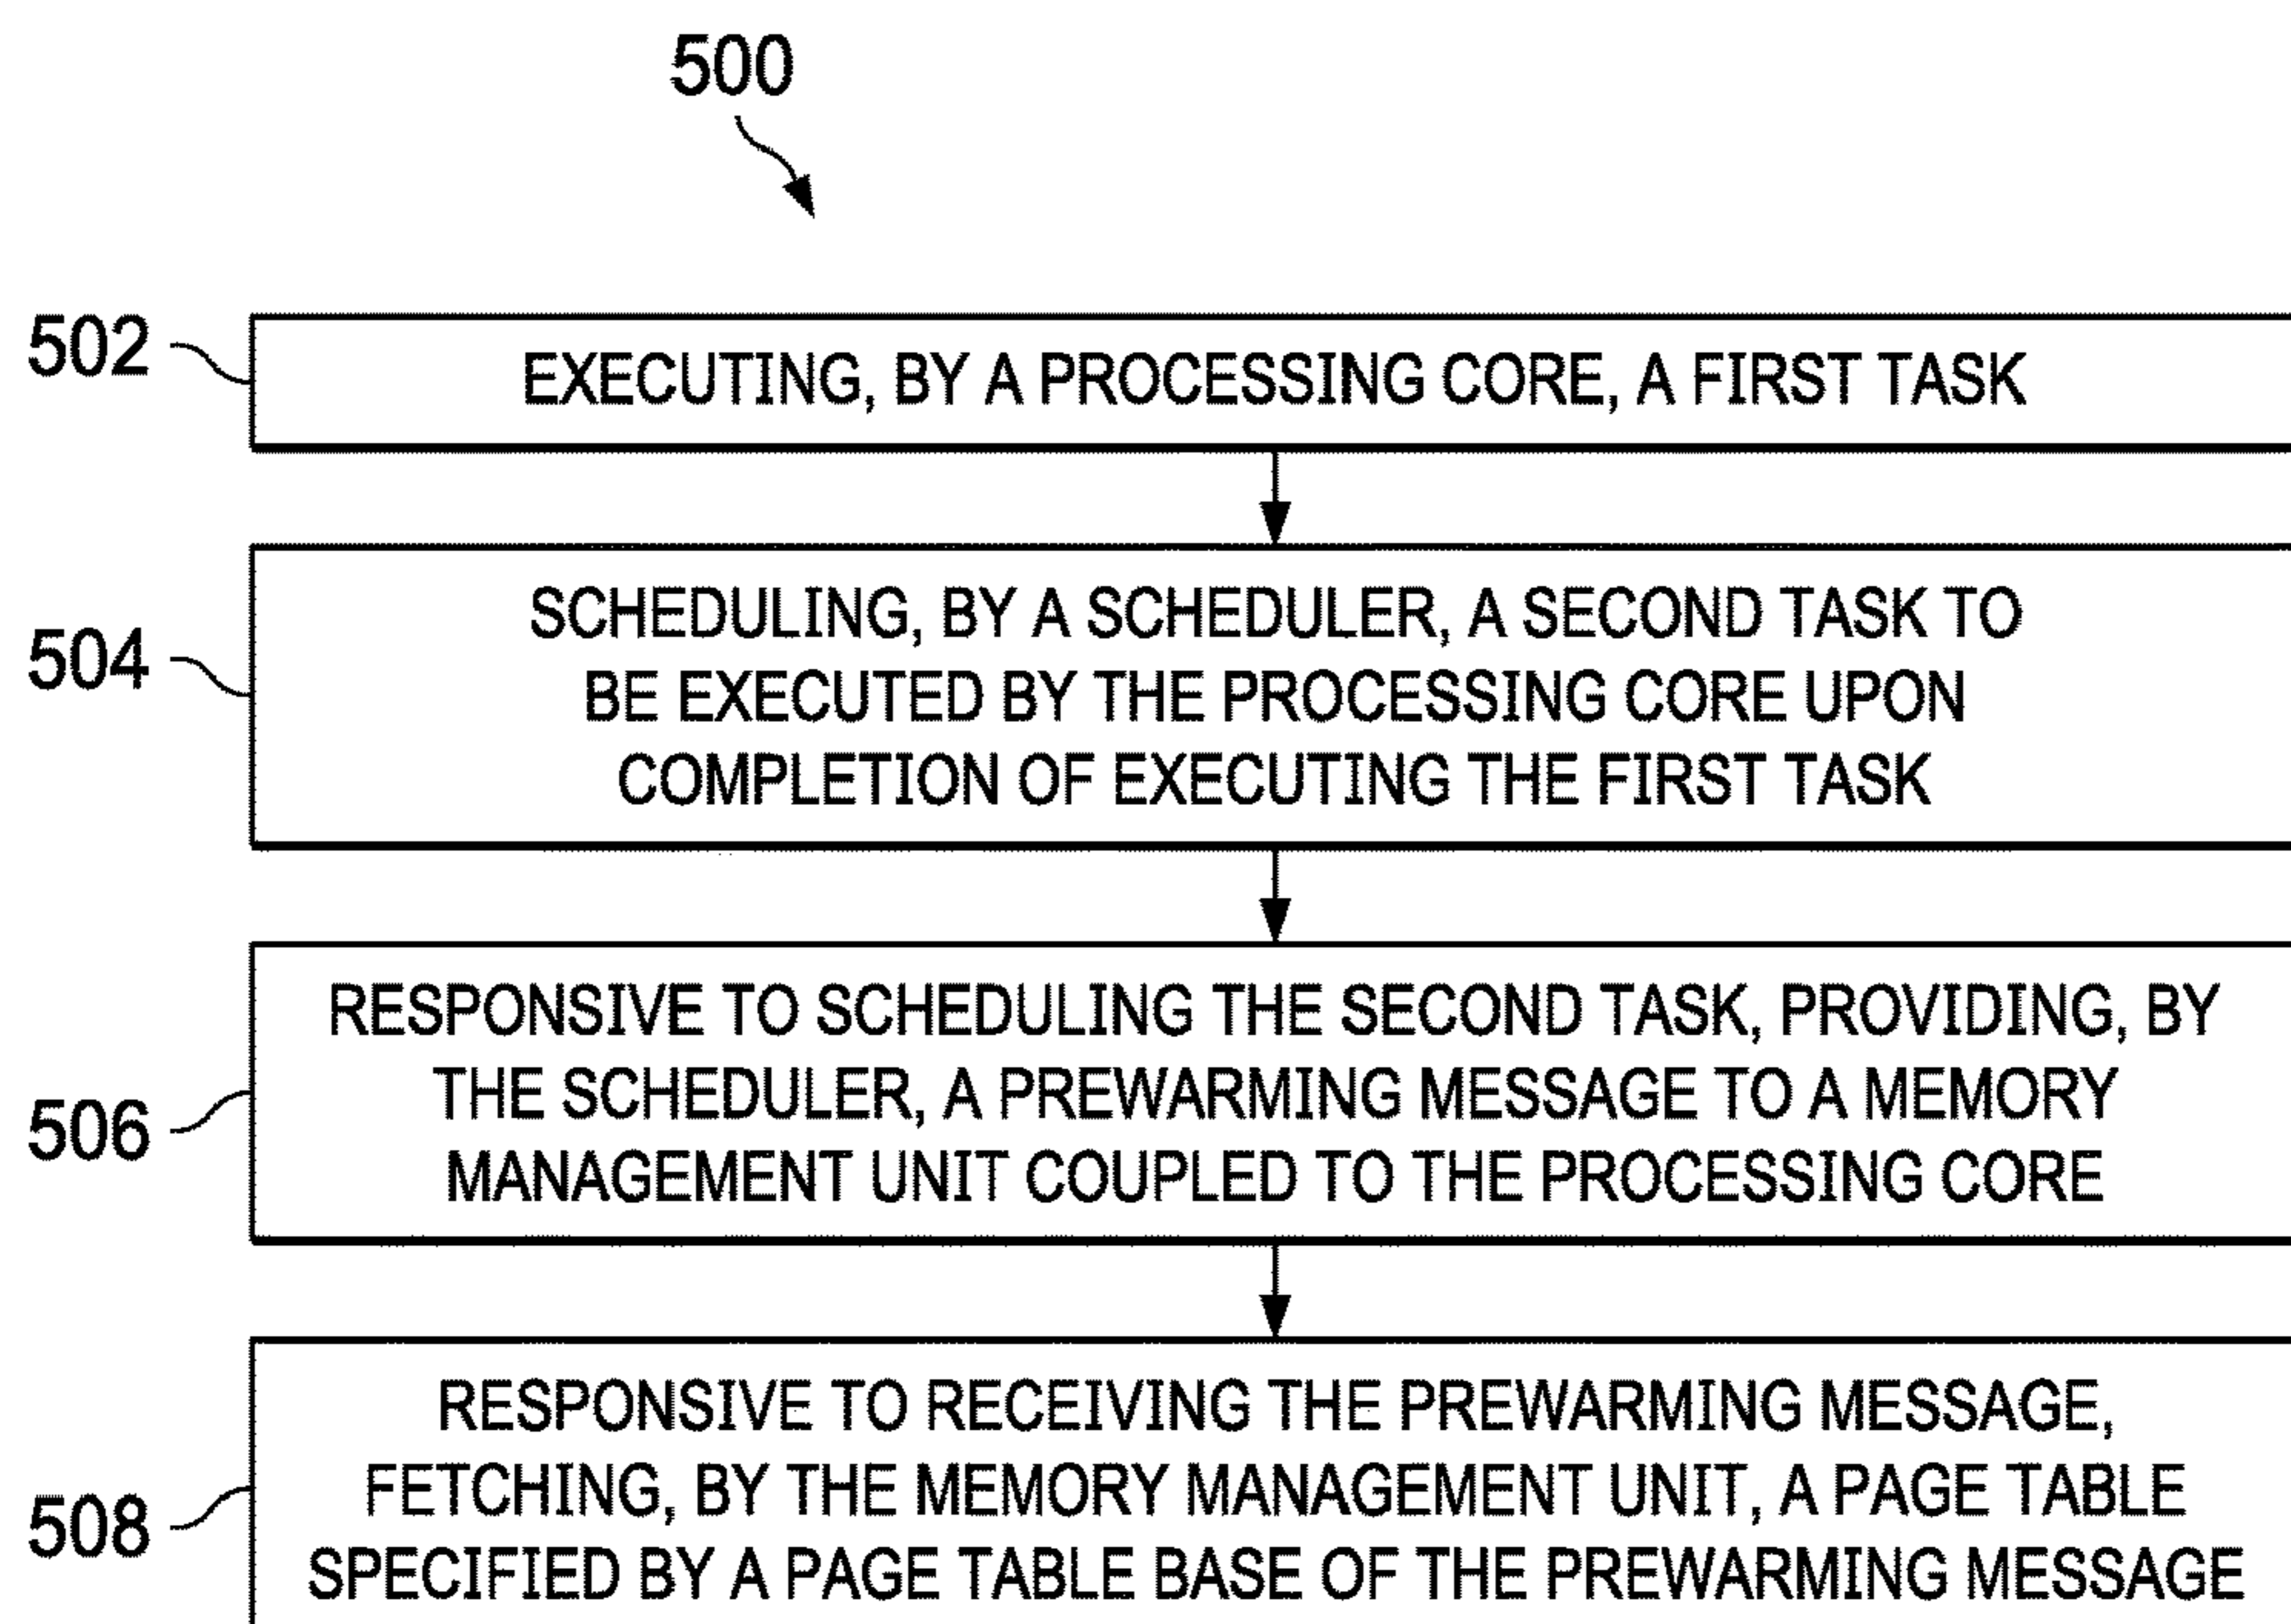 500
502
EXECUTING, BY A PROCESSING CORE, A FIRST TASK
504
SCHEDULING, BY A SCHEDULER, A SECOND TASK TO
BE EXECUTED BY THE PROCESSING CORE UPON
COMPLETION OF EXECUTING THE FIRST TASK
506
RESPONSIVE TO SCHEDULING THE SECOND TASK, PROVIDING, BY
THE SCHEDULER, A PREWARMING MESSAGE TO A MEMORY
MANAGEMENT UNIT COUPLED TO THE PROCESSING CORE
508
RESPONSIVE TO RECEIVING THE PREWARMING MESSAGE,
FETCHING, BY THE MEMORY MANAGEMENT UNIT, A PAGE TABLE
SPECIFIED BY A PAGE TABLE BASE OF THE PREWARMING MESSAGE